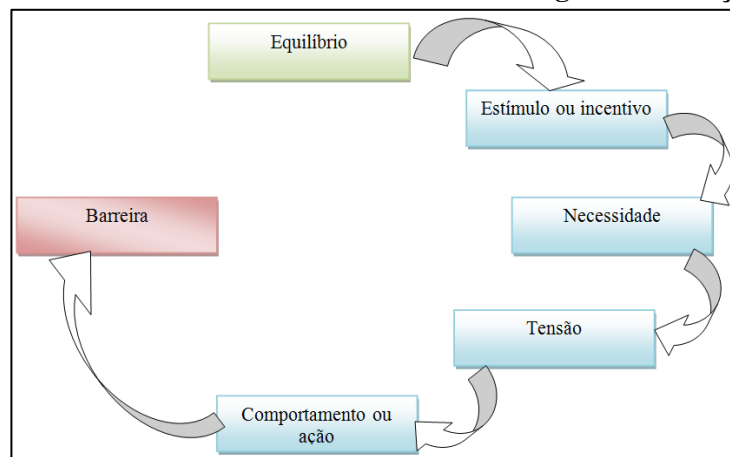 Equilíbrio
Estímulo ou incentivo
Necessidade
Tensão
Comportamento ou
ação
Barreira